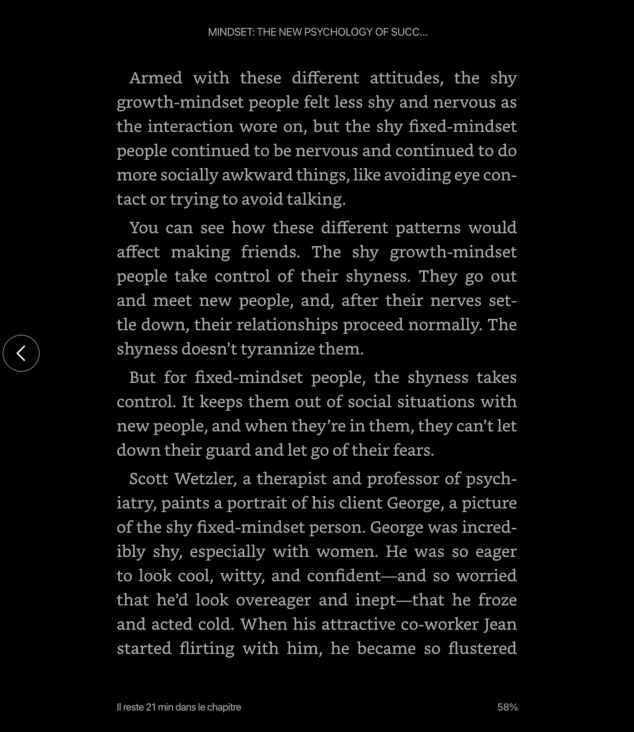 MINDSET: THE NEW PSYCHOLOGY OF SUCC...
Armed with these different attitudes, the shy
growth-mindset people felt less shy and nervous as
the interaction wore on, but the shy fixed-mindset
people continued to be nervous and continued to do
more socially awkward things, like avoiding eye con-
tact or trying to avoid talking.
You can see how these different patterns would
affect making friends. The shy growth-mindset
people take control of their shyness. They go out
and meet new people, and, after their nerves set-
tle down, their relationships proceed normally. The
shyness doesn’t tyrannize them.
But for fixed-mindset people, the shyness takes
control. It keeps them out of social situations with
new people, and when they’re in them, they can’t let
down their guard and let go of their fears.
Scott Wetzler, a therapist and professor of psych-
iatry, paints a portrait of his client George, a picture
of the shy fixed-mindset person. George was incred-
ibly shy, especially with women. He was so eager
to look cool, witty, and confident—and so worried
that he’d look overeager and inept—that he froze
and acted cold. When his attractive co-worker Jean
started flirting with him, he became so flustered
Il reste 21 min dans le chapitre
58%